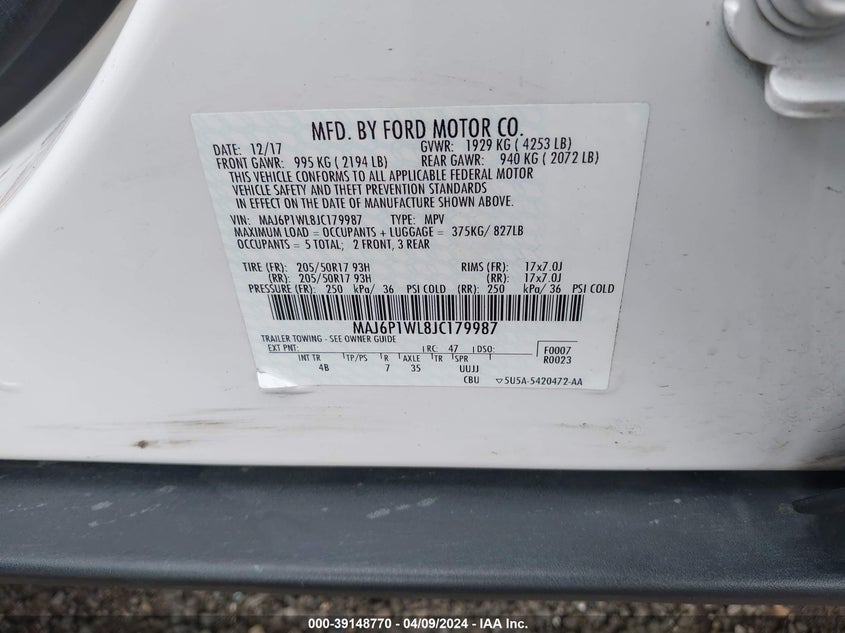 MFD. BY FORD MOTOR CO.
DATE: 12/17 GVWR: 1929 KG ( 4253 LB)
FRONT GAWR: 995 KG ( 2194 LB) REAR GAWR: 940 KG ( 2072 LB)
THIS VEHICLE CONFORMS TO ALL APPLICABLE FEDERAL MOTOR
VEHICLE SAFETY AND THEFT PREVENTION STANDARDS
IN EFFECT ON THE DATE OF MANUFACTURE SHOWN ABOVE.
VIN: MAJ6P1WL8JC179987 TYPE: MPV
MAXIMUM LOAD = OCCUPANTS + LUGGAGE = 375KG/ 827LB
OCCUPANTS = 5 TOTAL; 2 FRONT, 3 REAR
TIRE (FR): 205/50R17 93H RIMS (FR): 17x7.0J
(RR): 205/50R17 93H (RR): 17x7.0J
PRESSURE (FR): 250 kPa/ 36 PSI COLD (RR): 250 kPa/ 36 PSI COLD
MAJ6P1WL8JC179987
TRAILER TOWING - SEE OWNER GUIDE
EXT PNT: RC: 47 DSO: F0007
R0023
INT TR TP/PS R AXLE TR SPR
4B 7 35 UUJJ
CBU ▽5U5A-5420472-AA
000-39148770 - 04/09/2024 - IAAI Inc.